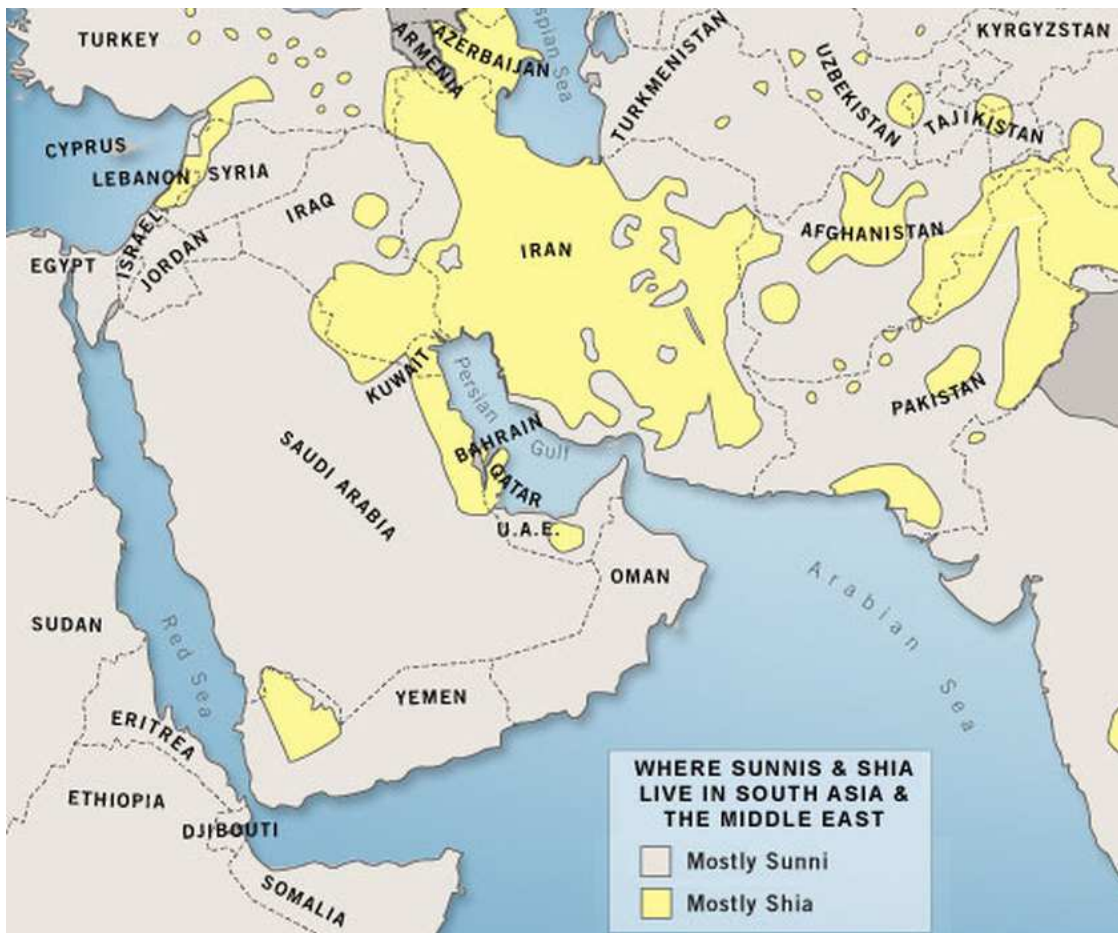 TURKEY
ARMENIA
AZERBAIJAN
spian Sea
TURKMENISTAN
UZBEKISTAN
KYRGYZSTAN
TAJIKISTAN
CYPRUS
LEBANON
SYRIA
IRAQ
IRAN
AFGHANISTAN
EGYPT
ISRAEL
JORDAN
KUWAIT
Persian
Gulf
PAKISTAN
SAUDI ARABIA
BAHRAIN
QATAR
U.A.E.
OMAN
Arabian Sea
SUDAN
Red Sea
YEMEN
ERITREA
ETHIOPIA
DJIBOUTI
SOMALIA
WHERE SUNNIS & SHIA
LIVE IN SOUTH ASIA &
THE MIDDLE EAST
Mostly Sunni
Mostly Shia